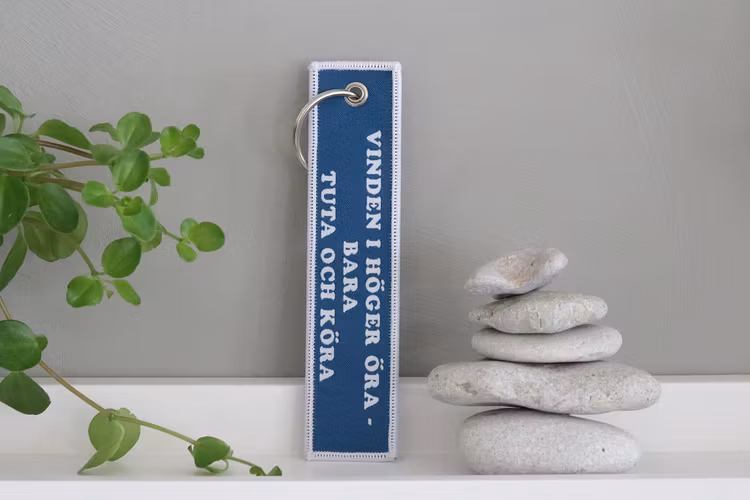 VINDEN I HÖGER ÖRA -
BARA
TUTA OCH KÖRA